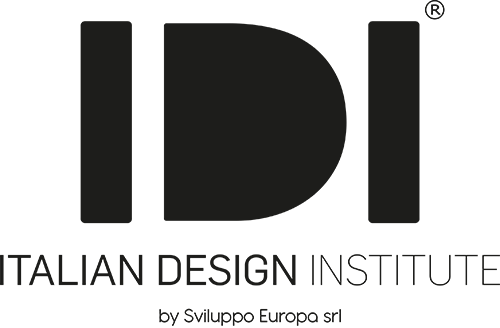 IDI®
ITALIAN DESIGN INSTITUTE
by Sviluppo Europa srl